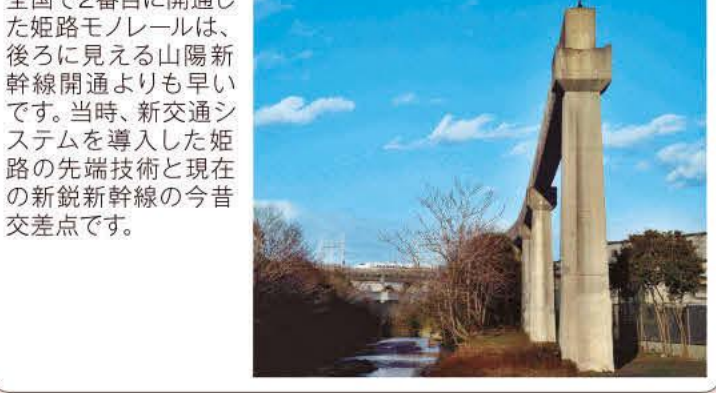 全国で2番目に開通し
た姫路モノレールは、
後ろに見える山陽新
幹線開通よりも早い
です。当時、新交通シ
ステムを導入した姫
路の先端技術と現在
の新鋭新幹線の今昔
交差点です。